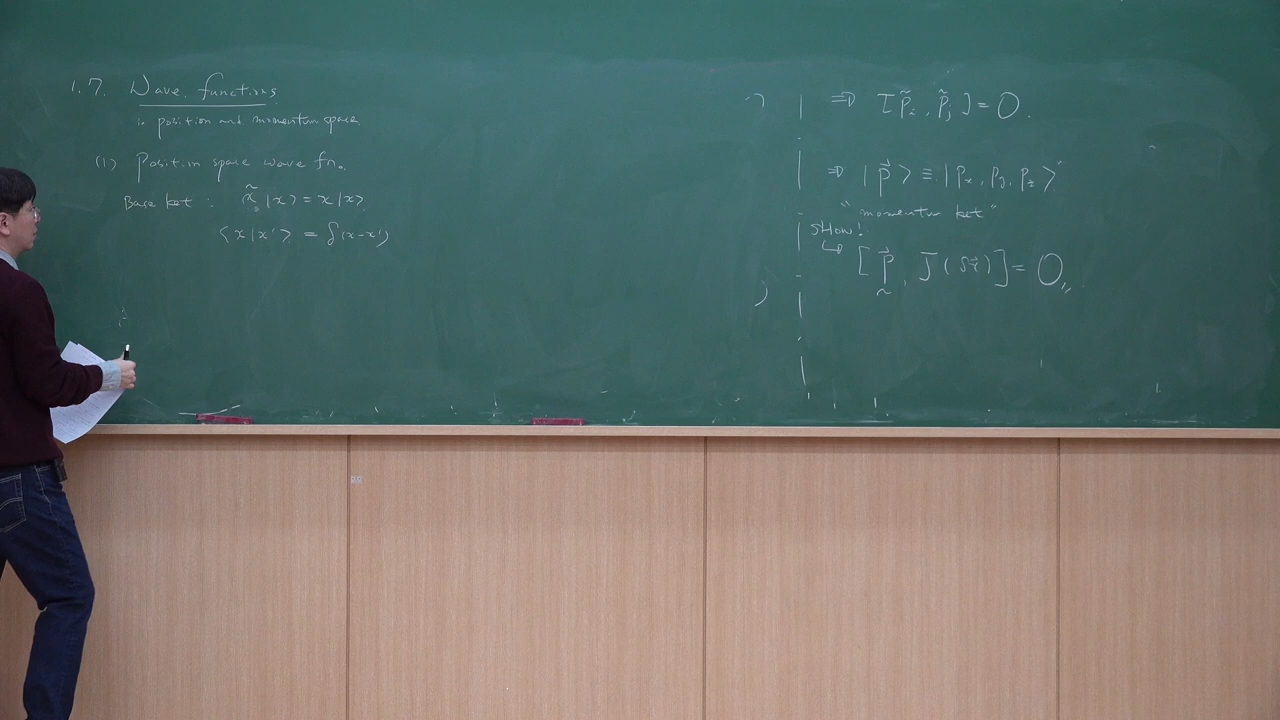 1.7. Wave functions
in position and momentum space
(1) Position space wave fn.
Base ket : x̃ |x> = x |x>
<x|x'> = δ(x-x')
⇒ [p̃ᵢ, p̃ⱼ] = 0.
⇒ |p⃗> ≡ |pₓ, p_y, p_z>
"momentum ket"
SHow!
↳ [p̰⃗, J(δr⃗)] = 0